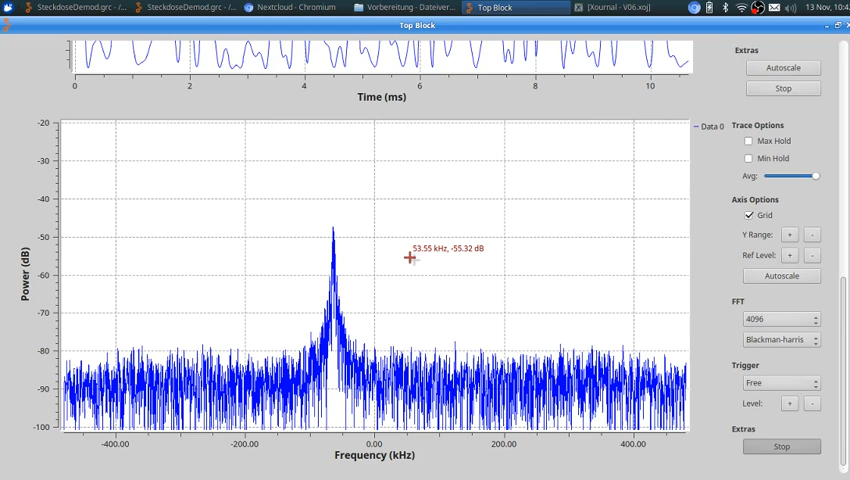 SteckdoseDemod.grc - /...
SteckdoseDemod.grc - /...
Nextcloud - Chromium
Vorbereitung - Dateiver...
Top Block
[Xournal - V06.xoj]
13 Nov, 10:4
Top Block
0
2
4
6
8
10
Time (ms)
Extras
Autoscale
Stop
Data 0
-20
-30
-40
-50
-60
-70
-80
-90
-100
Power (dB)
53.55 kHz, -55.32 dB
-400.00
-200.00
0.00
200.00
400.00
Frequency (kHz)
Trace Options
Max Hold
Min Hold
Avg:
Axis Options
Grid
Y Range: + -
Ref Level: + -
Autoscale
FFT
4096
Blackman-harris
Trigger
Free
Level: + -
Extras
Stop